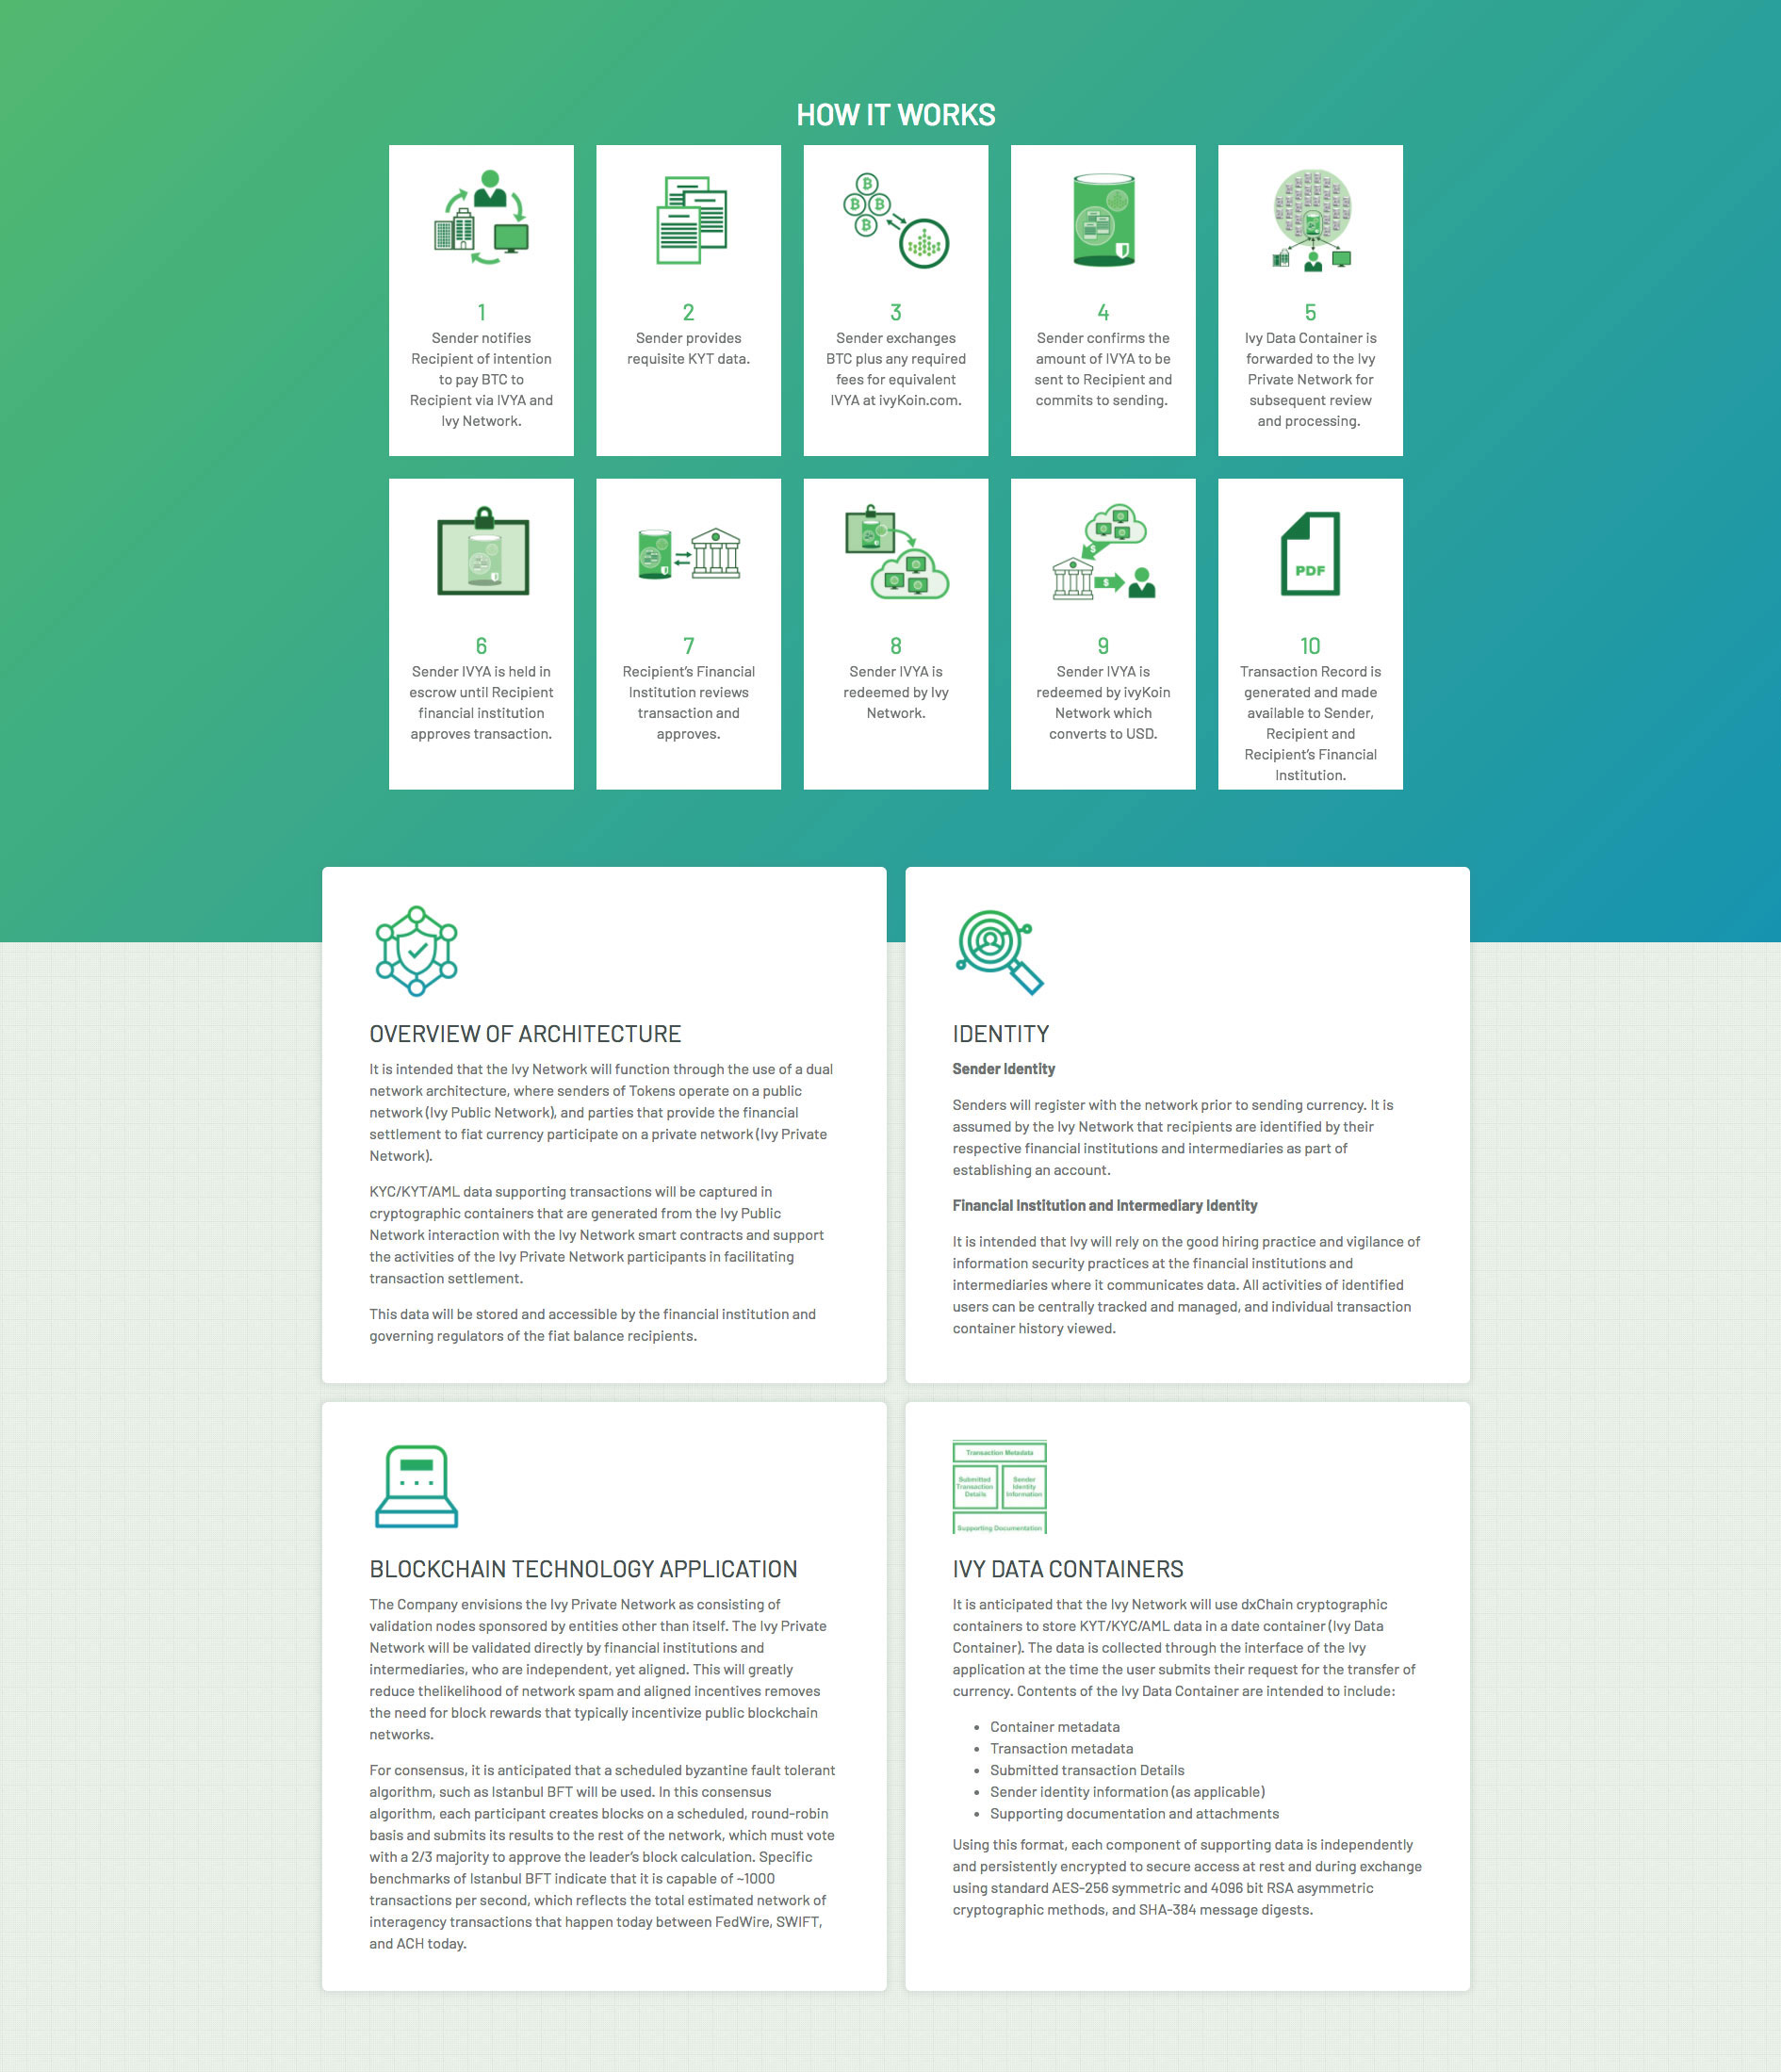 HOW IT WORKS
1
Sender notifies
Recipient of intention
to pay BTC to
Recipient via IVYA and
Ivy Network.
2
Sender provides
requisite KYT data.
3
Sender exchanges
BTC plus any required
fees for equivalent
IVYA at ivyKoin.com.
4
Sender confirms the
amount of IVYA to be
sent to Recipient and
commits to sending.
5
Ivy Data Container is
forwarded to the Ivy
Private Network for
subsequent review
and processing.
6
Sender IVYA is held in
escrow until Recipient
financial institution
approves transaction.
7
Recipient's Financial
Institution reviews
transaction and
approves.
8
Sender IVYA is
redeemed by Ivy
Network.
9
Sender IVYA is
redeemed by ivyKoin
Network which
converts to USD.
PDF
10
Transaction Record is
generated and made
available to Sender,
Recipient and
Recipient's Financial
Institution.
OVERVIEW OF ARCHITECTURE
It is intended that the Ivy Network will function through the use of a dual
network architecture, where senders of Tokens operate on a public
network (Ivy Public Network), and parties that provide the financial
settlement to fiat currency participate on a private network (Ivy Private
Network).
KYC/KYT/AML data supporting transactions will be captured in
cryptographic containers that are generated from the Ivy Public
Network interaction with the Ivy Network smart contracts and support
the activities of the Ivy Private Network participants in facilitating
transaction settlement.
This data will be stored and accessible by the financial institution and
governing regulators of the fiat balance recipients.
IDENTITY
Sender Identity
Senders will register with the network prior to sending currency. It is
assumed by the Ivy Network that recipients are identified by their
respective financial institutions and intermediaries as part of
establishing an account.
Financial Institution and Intermediary Identity
It is intended that Ivy will rely on the good hiring practice and vigilance of
information security practices at the financial institutions and
intermediaries where it communicates data. All activities of identified
users can be centrally tracked and managed, and individual transaction
container history viewed.
BLOCKCHAIN TECHNOLOGY APPLICATION
The Company envisions the Ivy Private Network as consisting of
validation nodes sponsored by entities other than itself. The Ivy Private
Network will be validated directly by financial institutions and
intermediaries, who are independent, yet aligned. This will greatly
reduce thelikelihood of network spam and aligned incentives removes
the need for block rewards that typically incentivize public blockchain
networks.
For consensus, it is anticipated that a scheduled byzantine fault tolerant
algorithm, such as Istanbul BFT will be used. In this consensus
algorithm, each participant creates blocks on a scheduled, round-robin
basis and submits its results to the rest of the network, which must vote
with a 2/3 majority to approve the leader's block calculation. Specific
benchmarks of Istanbul BFT indicate that it is capable of ~1000
transactions per second, which reflects the total estimated network of
interagency transactions that happen today between FedWire, SWIFT,
and ACH today.
Transaction Metadata
Submitted
Transaction
Details
Sender
Identity
Information
Supporting Documentation
IVY DATA CONTAINERS
It is anticipated that the Ivy Network will use dxChain cryptographic
containers to store KYT/KYC/AML data in a date container (Ivy Data
Container). The data is collected through the interface of the Ivy
application at the time the user submits their request for the transfer of
currency. Contents of the Ivy Data Container are intended to include:
• Container metadata
• Transaction metadata
• Submitted transaction Details
• Sender identity information (as applicable)
• Supporting documentation and attachments
Using this format, each component of supporting data is independently
and persistently encrypted to secure access at rest and during exchange
using standard AES-256 symmetric and 4096 bit RSA asymmetric
cryptographic methods, and SHA-384 message digests.